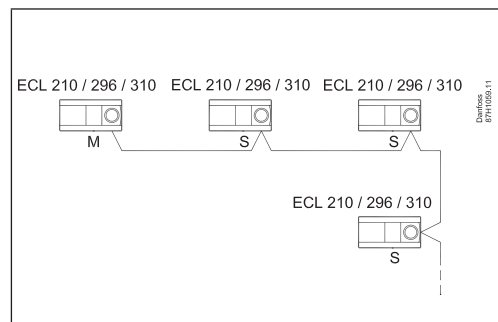 ECL 210 / 296 / 310 ECL 210 / 296 / 310 ECL 210 / 296 / 310
M S S
ECL 210 / 296 / 310
S
Danfoss
87H1059.11